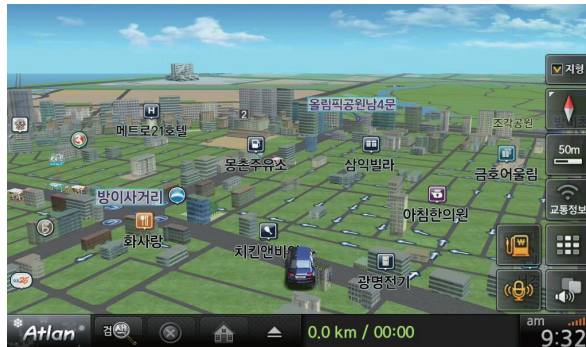 지형
올림픽공원남4문
H
메트로21호텔
2
조각공원
50m
몽촌주유소
삼익빌라
금호어울림
교통정보
방이사거리
아침한의원
화사랑
W
치킨앤비어
광명전기
Atlan
검색
0.0 km / 00:00
am
9:32